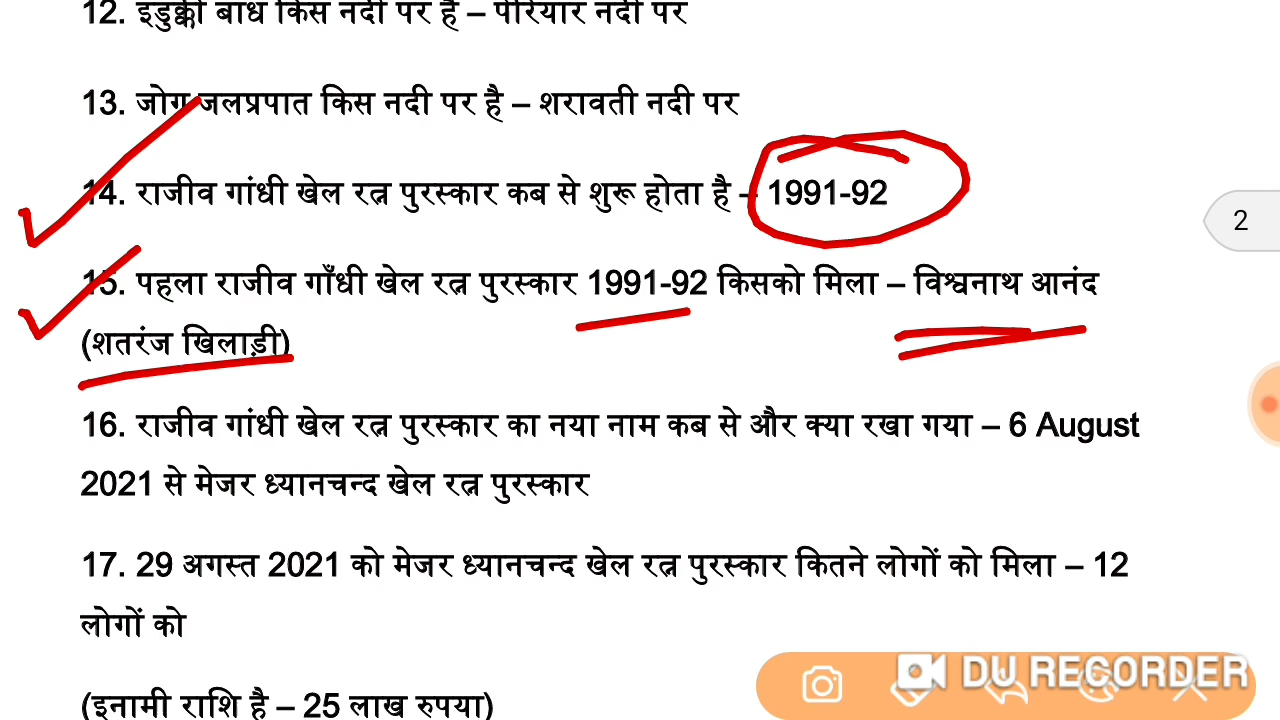 12. इडुक्की बांध किस नदी पर है – पेरियार नदी पर
13. जोग जलप्रपात किस नदी पर है – शरावती नदी पर
14. राजीव गांधी खेल रत्न पुरस्कार कब से शुरू होता है – 1991-92
15. पहला राजीव गाँधी खेल रत्न पुरस्कार 1991-92 किसको मिला – विश्वनाथ आनंद
(शतरंज खिलाड़ी)
16. राजीव गांधी खेल रत्न पुरस्कार का नया नाम कब से और क्या रखा गया – 6 August
2021 से मेजर ध्यानचन्द खेल रत्न पुरस्कार
17. 29 अगस्त 2021 को मेजर ध्यानचन्द खेल रत्न पुरस्कार कितने लोगों को मिला – 12
लोगों को
(इनामी राशि है – 25 लाख रुपया)
2
DU RECORDER